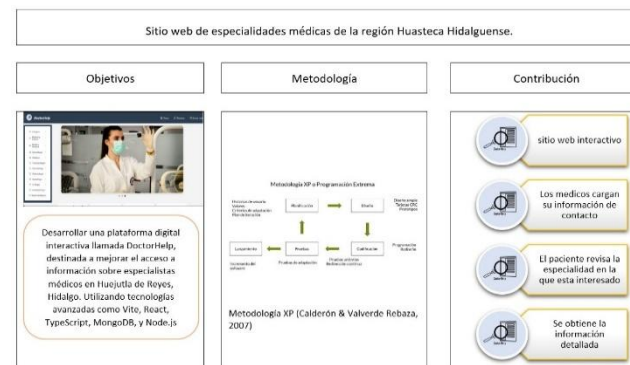 Sitio web de especialidades médicas de la región Huasteca Hidalguense.
Objetivos
Metodología
Contribución
Desarrollar una plataforma digital
interactiva llamada DoctorHelp,
destinada a mejorar el acceso a
información sobre especialistas
médicos en Huejutla de Reyes,
Hidalgo. Utilizando tecnologías
avanzadas como Vite, React,
TypeScript, MongoDB, y Node.js
Metodología XP o Programación Extrema
Planificación
Diseño
Lanzamiento
Pruebas
Codificación
Pruebas de adaptación
Metodología XP (Calderón & Valverde Rebaza,
2007)
sitio web interactivo
Los medicos cargan
su información de
contacto
El paciente revisa la
especialidad en la
que esta interesado
Se obtiene la
información
detallada